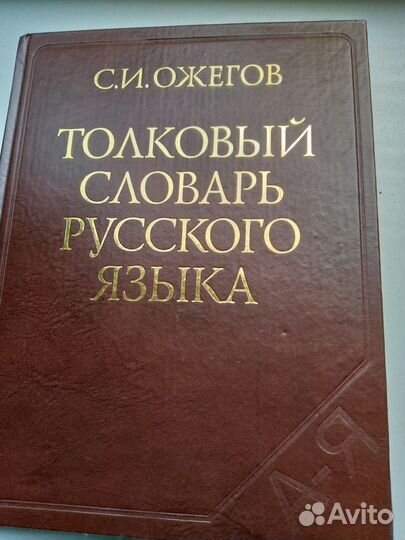 С.И.ОЖЕГОВ
ТОЛКОВЫЙ
СЛОВАРЬ
РУССКОГО
ЯЗЫКА
А-Я
Avito